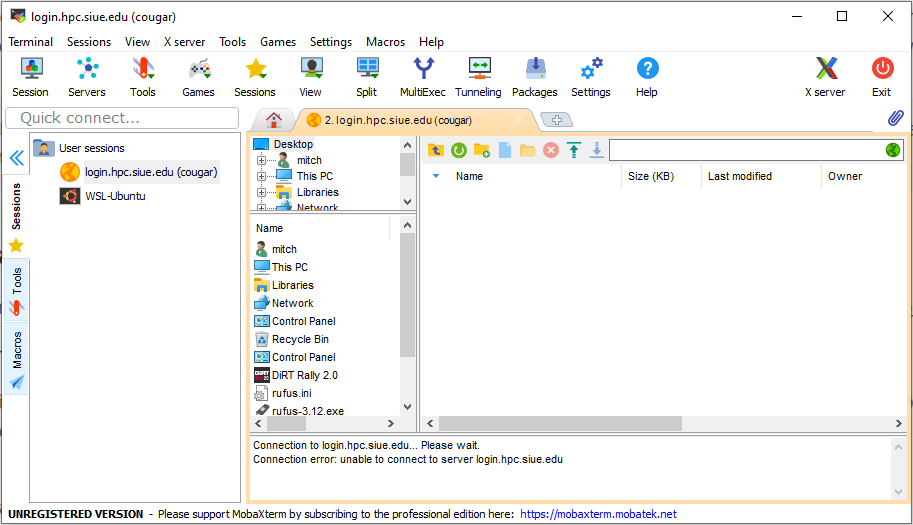 login.hpc.siue.edu (cougar)
Terminal Sessions View X server Tools Games Settings Macros Help
Session Servers Tools Games Sessions View Split MultiExec Tunneling Packages Settings Help X server Exit
Quick connect...
2. login.hpc.siue.edu (cougar)
User sessions
login.hpc.siue.edu (cougar)
WSL-Ubuntu
Sessions
Tools
Macros
Desktop
mitch
This PC
Libraries
Network
Name
mitch
This PC
Libraries
Network
Control Panel
Recycle Bin
Control Panel
DiRT Rally 2.0
rufus.ini
rufus-3.12.exe
Name Size (KB) Last modified Owner
Connection to login.hpc.siue.edu... Please wait.
Connection error: unable to connect to server login.hpc.siue.edu
UNREGISTERED VERSION - Please support MobaXterm by subscribing to the professional edition here: https://mobaxterm.mobatek.net